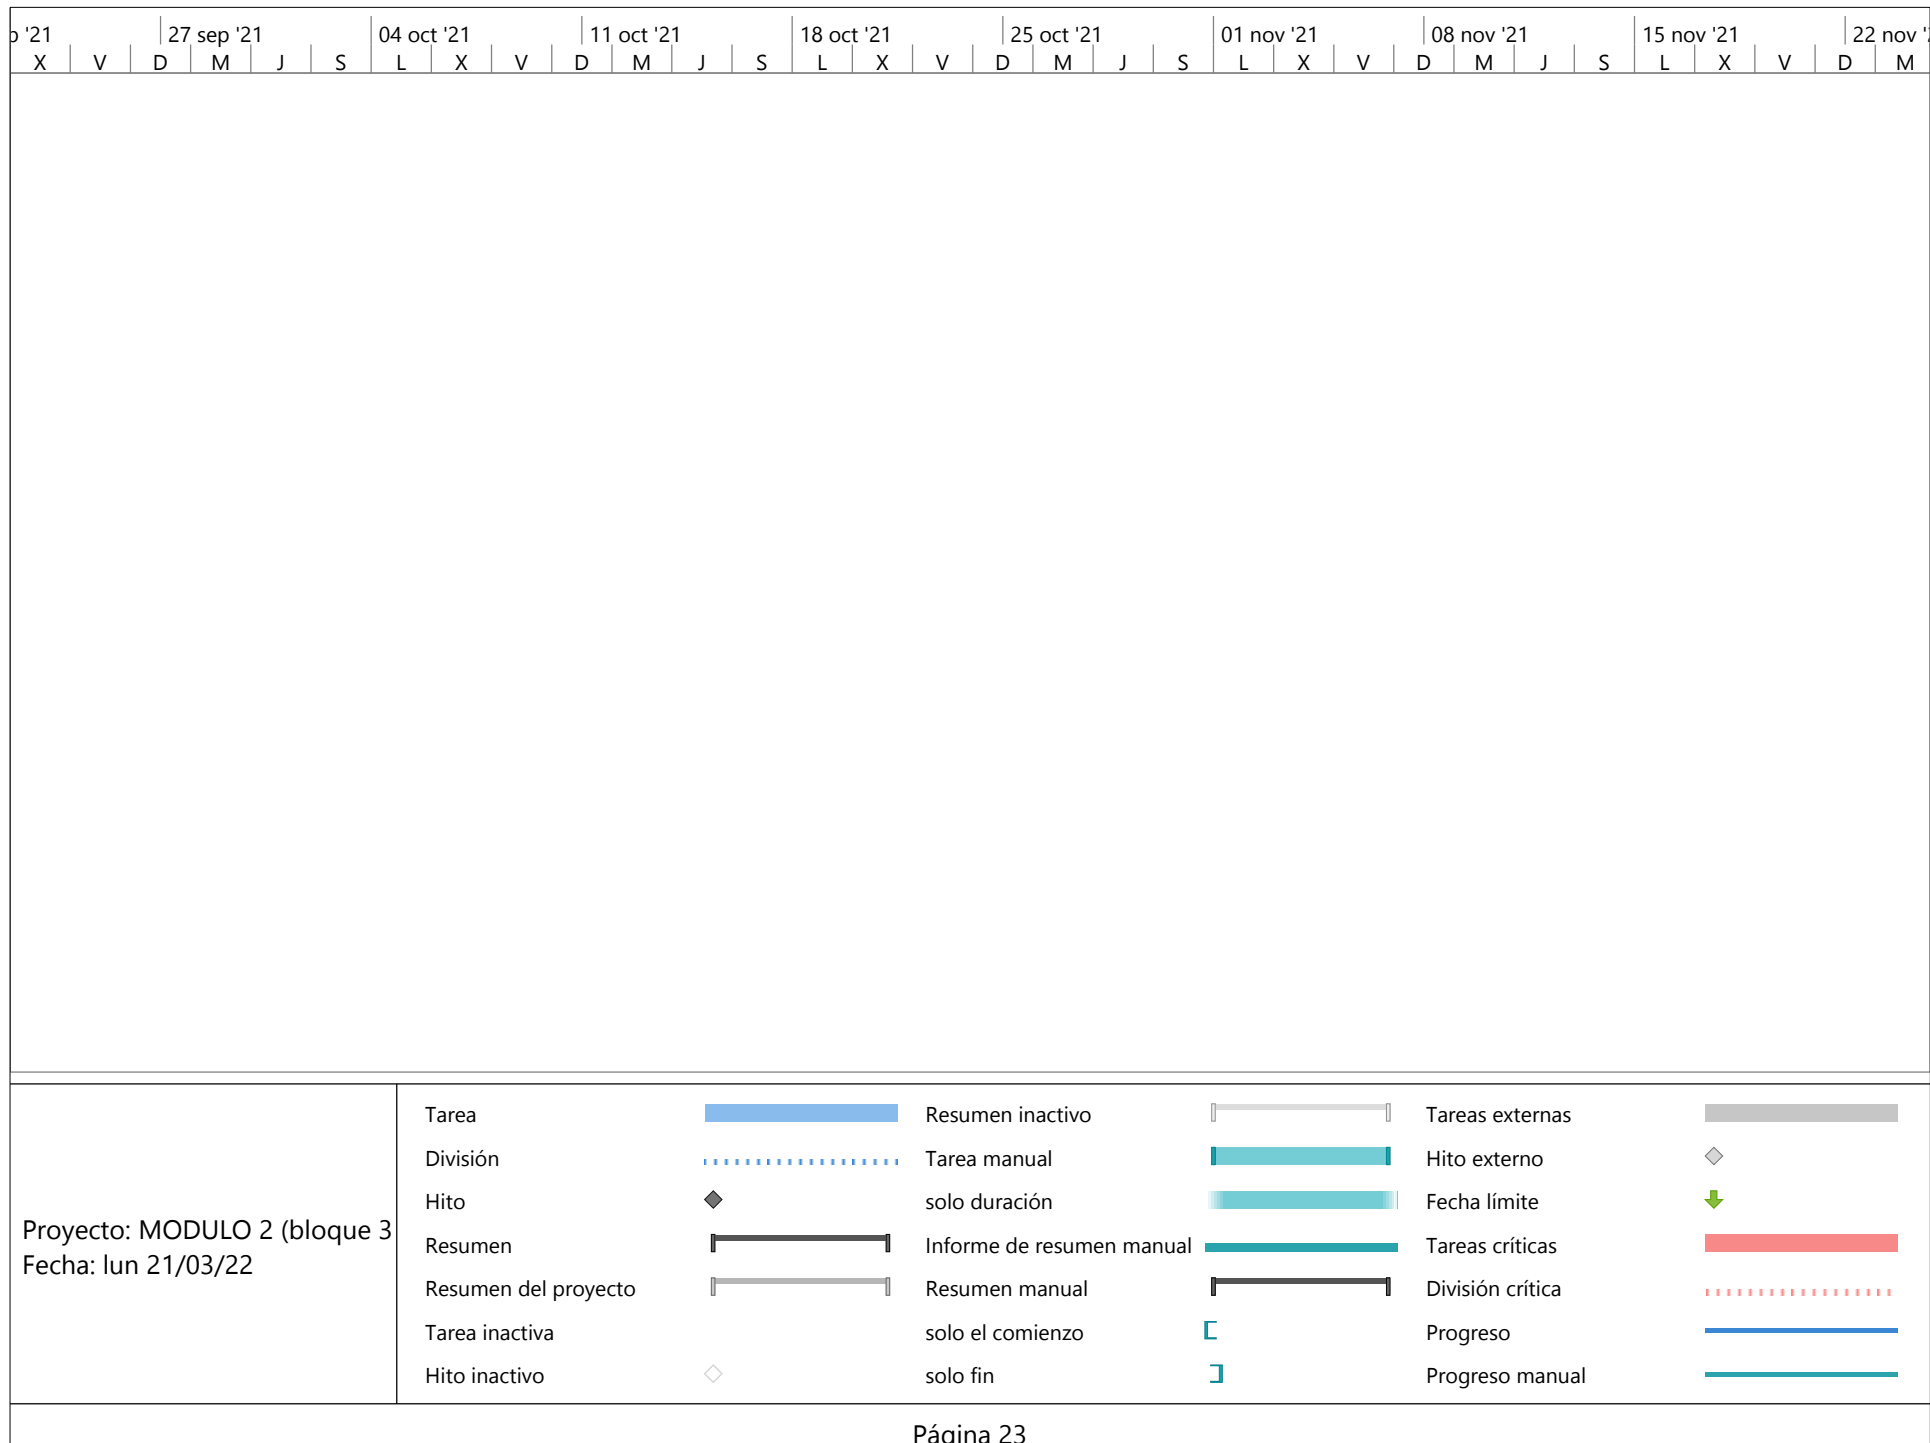 p '21 27 sep '21 04 oct '21 11 oct '21 18 oct '21 25 oct '21 01 nov '21 08 nov '21 15 nov '21 22 nov '
X V D M J S L X V D M J S L X V D M J S L X V D M J S L X V D M
Tarea Resumen inactivo Tareas externas
División Tarea manual Hito externo
Hito solo duración Fecha límite
Proyecto: MODULO 2 (bloque 3
Resumen Informe de resumen manual Tareas críticas
Fecha: lun 21/03/22
Resumen del proyecto Resumen manual División crítica
Tarea inactiva solo el comienzo Progreso
Hito inactivo solo fin Progreso manual
Página 23